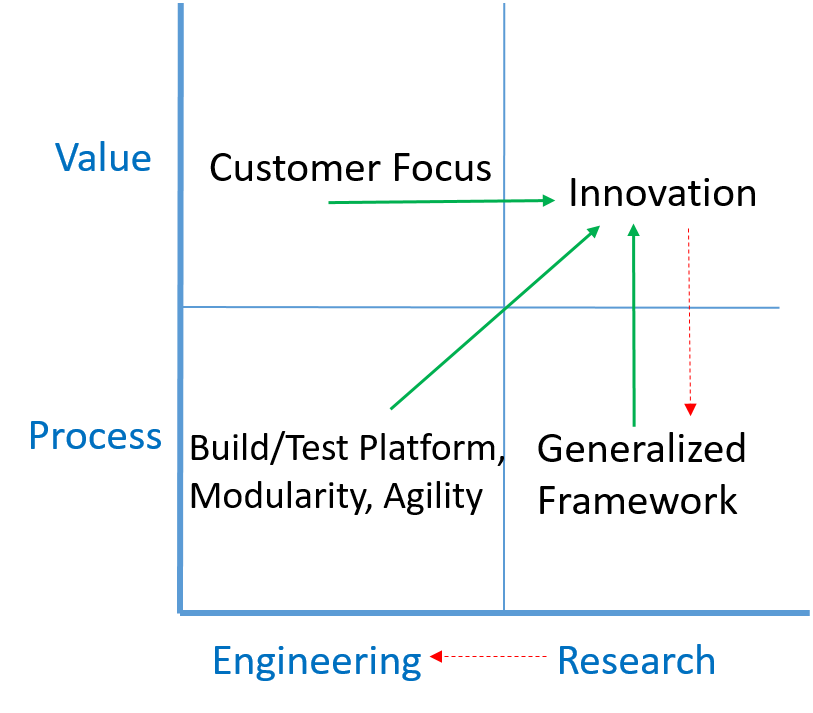 Value
Customer Focus
Innovation
Process
Build/Test Platform,
Modularity, Agility
Generalized
Framework
Engineering
Research